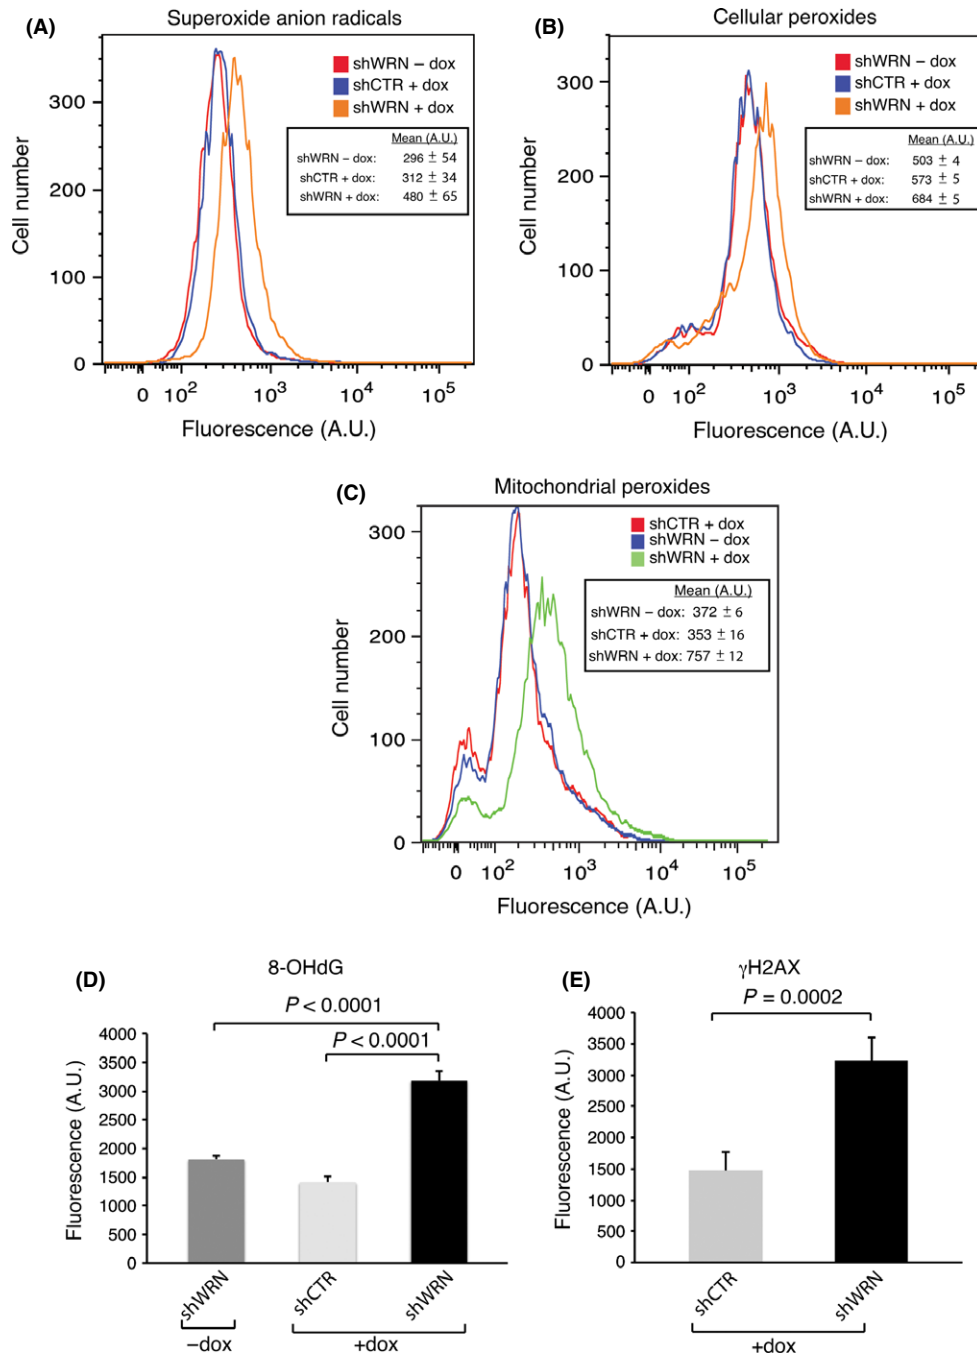 (A)
Superoxide anion radicals
shWRN – dox
shCTR + dox
shWRN + dox
Mean (A.U.)
shWRN – dox: 296 ± 54
shCTR + dox: 312 ± 34
shWRN + dox: 480 ± 65
Cell number
300
200
100
0
0 10² 10³ 10⁴ 10⁵
Fluorescence (A.U.)
(B)
Cellular peroxides
shWRN – dox
shCTR + dox
shWRN + dox
Mean (A.U.)
shWRN – dox: 503 ± 4
shCTR + dox: 573 ± 5
shWRN + dox: 684 ± 5
Cell number
300
200
100
0
0 10² 10³ 10⁴ 10⁵
Fluorescence (A.U.)
(C)
Mitochondrial peroxides
shCTR + dox
shWRN – dox
shWRN + dox
Mean (A.U.)
shWRN – dox: 372 ± 6
shCTR + dox: 353 ± 16
shWRN + dox: 757 ± 12
Cell number
300
200
100
0
0 10² 10³ 10⁴ 10⁵
Fluorescence (A.U.)
(D)
8-OHdG
P < 0.0001
P < 0.0001
Fluorescence (A.U.)
4000
3500
3000
2500
2000
1500
1000
500
0
shWRN shCTR shWRN
–dox +dox
(E)
γH2AX
P = 0.0002
Fluorescence (A.U.)
4000
3500
3000
2500
2000
1500
1000
500
0
shCTR shWRN
+dox